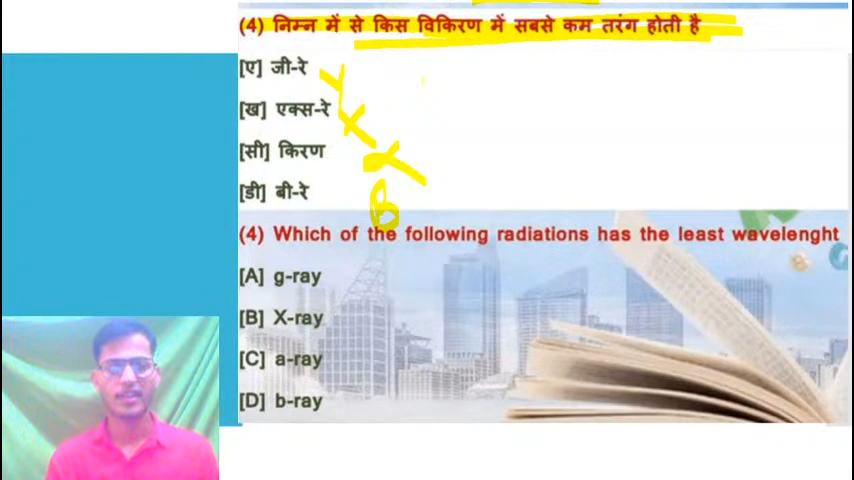 (4) निम्न में से किस विकिरण में सबसे कम तरंग होती है
[ए] जी-रे
[ख] एक्स-रे
[सी] किरण
[डी] बी-रे
γ
X
α
B
(4) Which of the following radiations has the least wavelenght
[A] g-ray
[B] X-ray
[C] a-ray
[D] b-ray